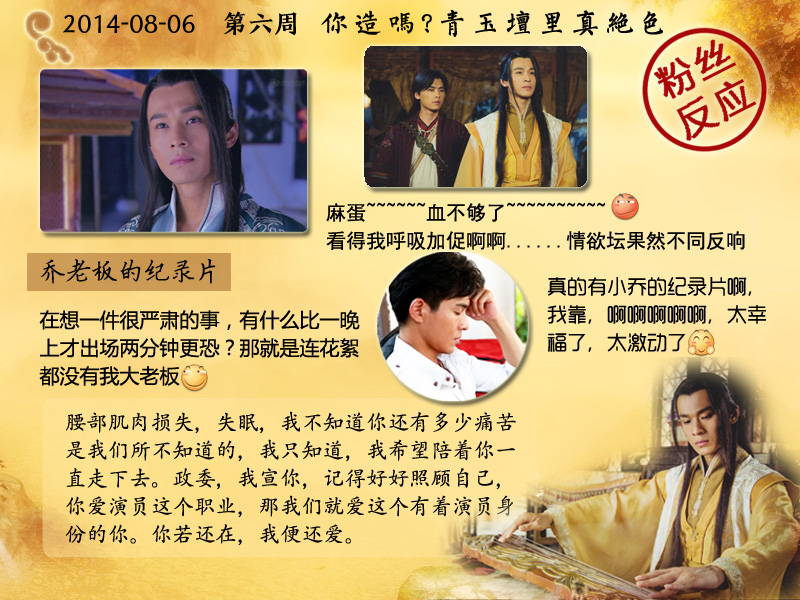 2014-08-06 第六周 你造嗎?青玉壇里真絶色
粉丝
反应
麻蛋~~~~~~血不够了~~~~~~~~~~
看得我呼吸加促啊啊......情欲坛果然不同反响
乔老板的纪录片
在想一件很严肃的事，有什么比一晚
上才出场两分钟更恐？那就是连花絮
都没有我大老板
真的有小乔的纪录片啊，
我靠，啊啊啊啊啊，太幸
福了，太激动了
腰部肌肉损失，失眠，我不知道你还有多少痛苦
是我们所不知道的，我只知道，我希望陪着你一
直走下去。政委，我宣你，记得好好照顾自己，
你爱演员这个职业，那我们就爱这个有着演员身
份的你。你若还在，我便还爱。